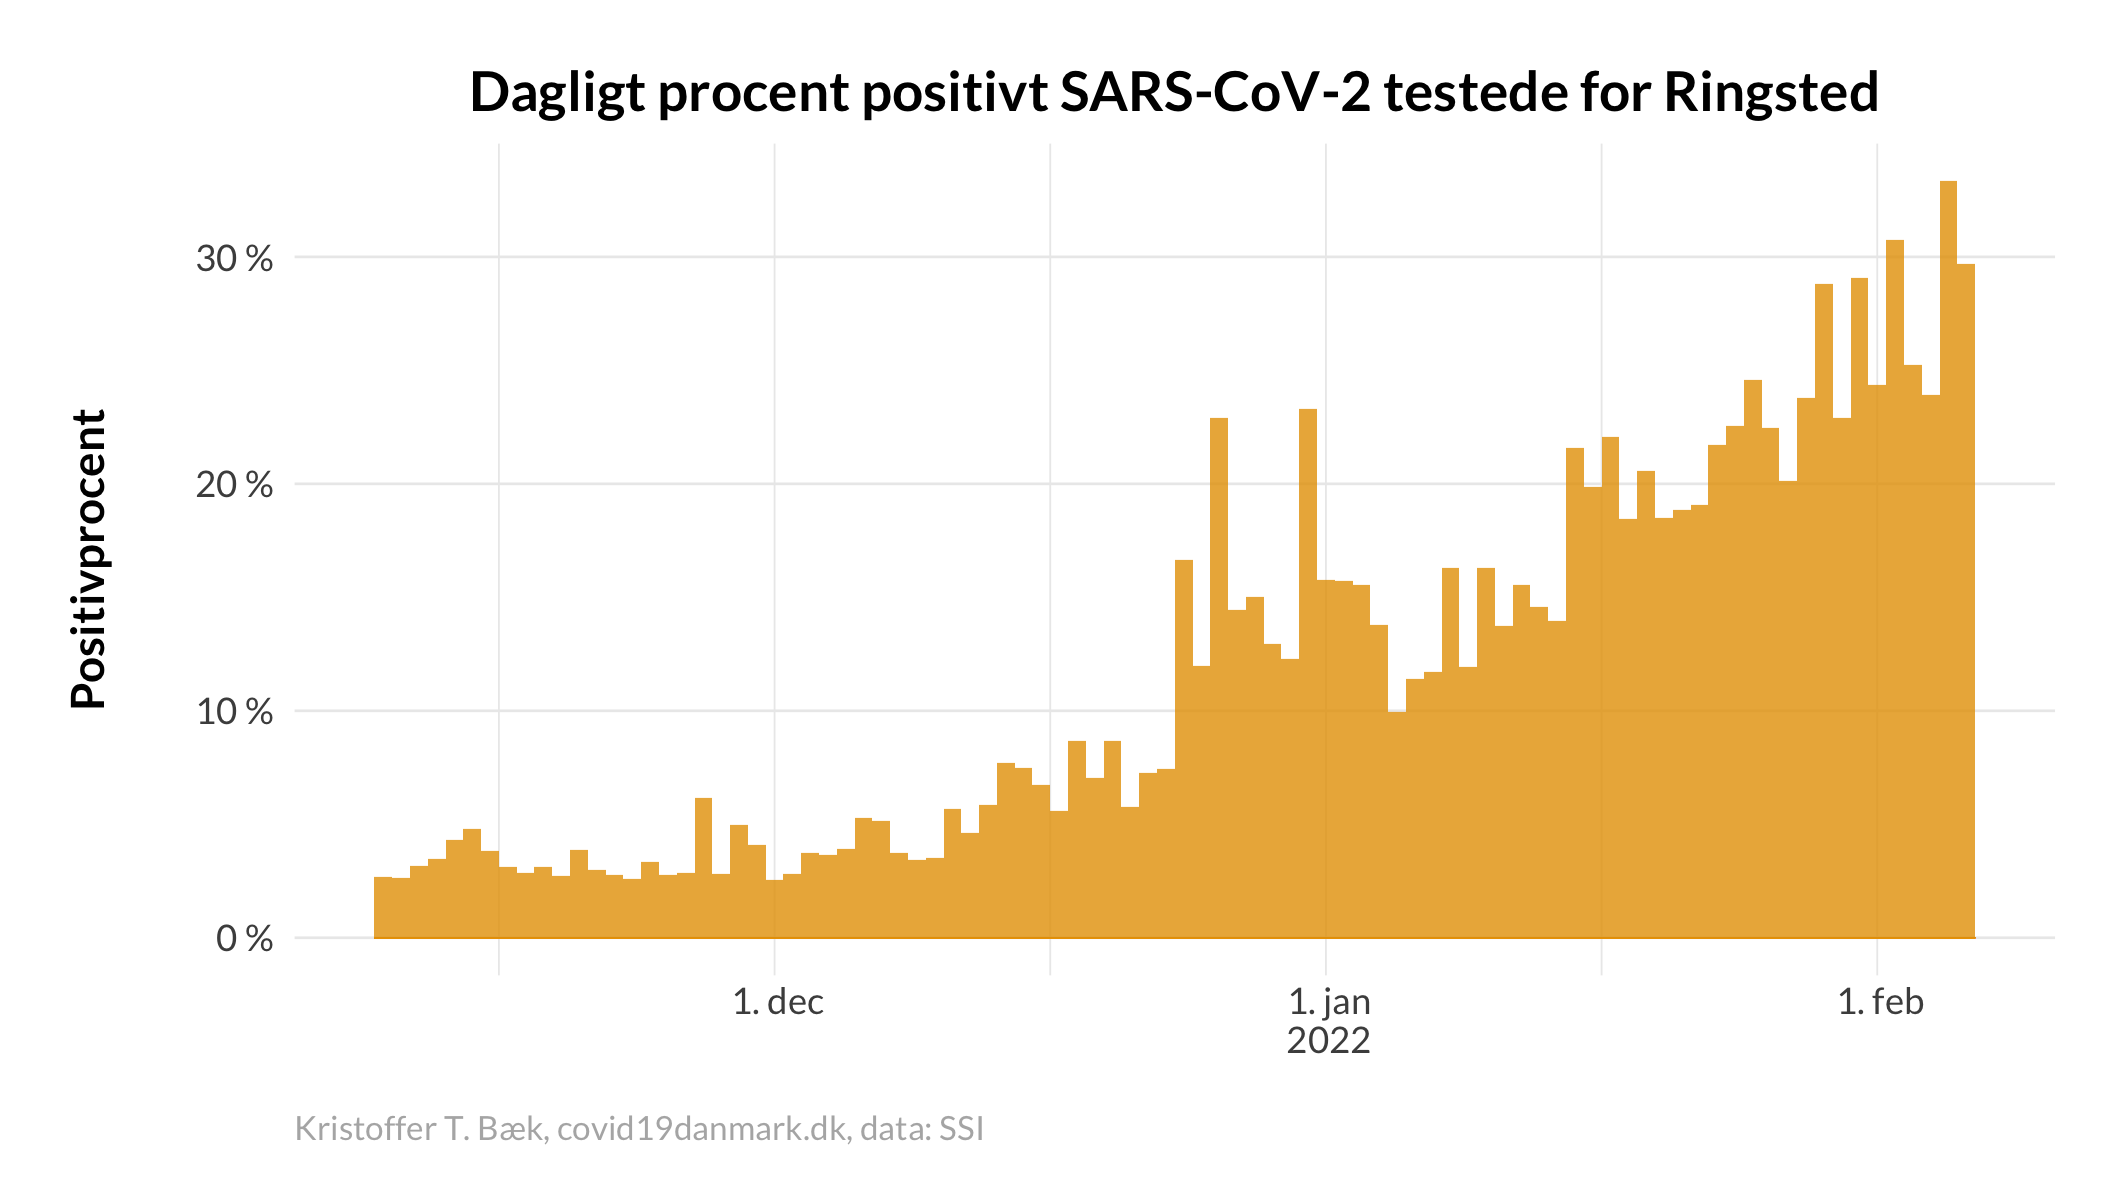 Dagligt procent positivt SARS-CoV-2 testede for Ringsted
Positivprocent
30 %
20 %
10 %
0 %
1. dec
1. jan
2022
1. feb
Kristoffer T. Bæk, covid19danmark.dk, data: SSI